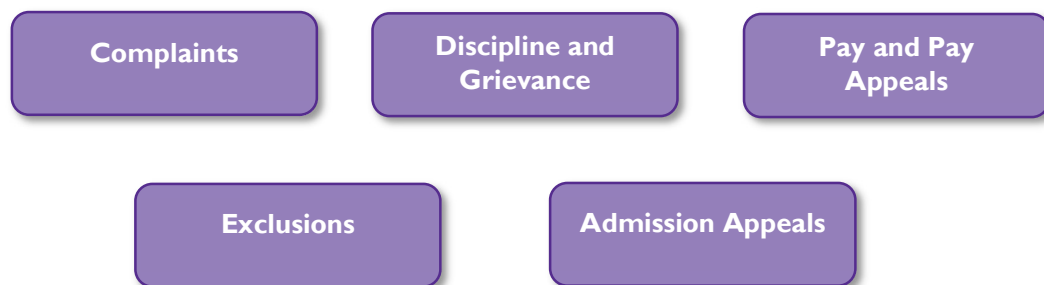 Complaints
Discipline and
Grievance
Pay and Pay
Appeals
Exclusions
Admission Appeals